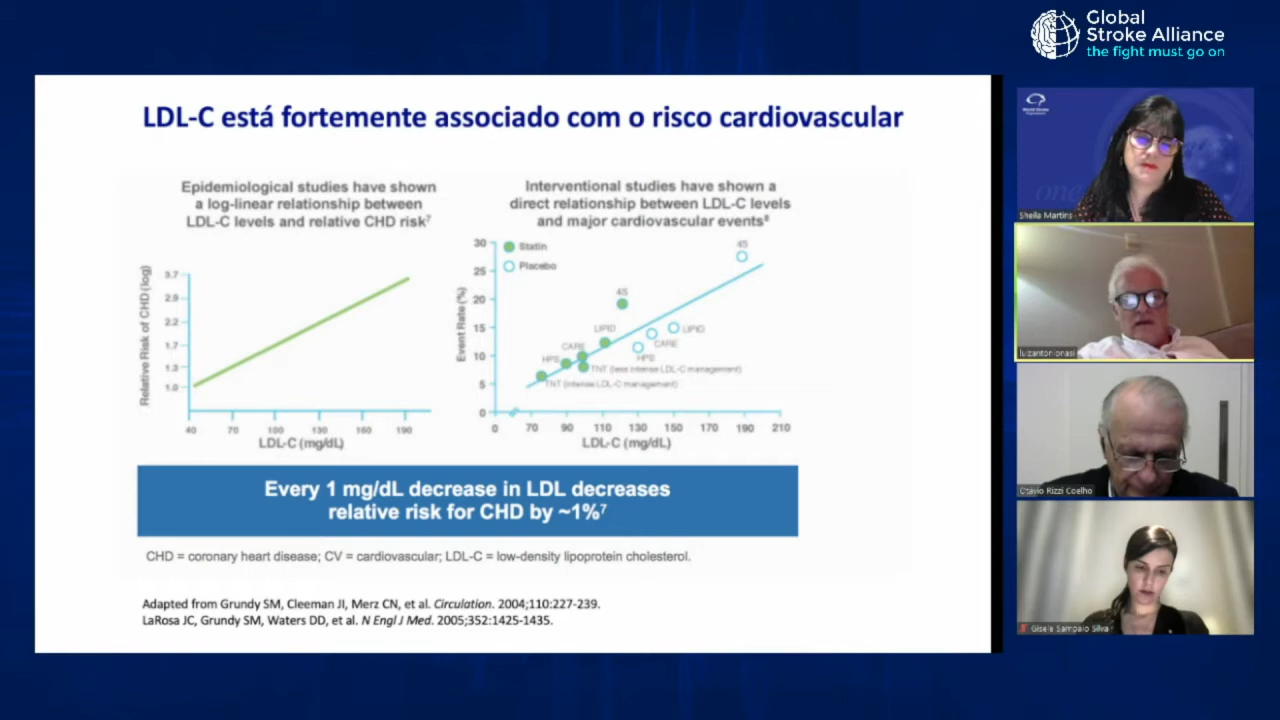 Global
Stroke Alliance
the fight must go on
LDL-C está fortemente associado com o risco cardiovascular
Epidemiological studies have shown
a log-linear relationship between
LDL-C levels and relative CHD risk⁷
Relative Risk of CHD (log)
3.7
2.9
2.2
1.7
1.3
1.0
40 70 100 130 160 190
LDL-C (mg/dL)
Interventional studies have shown a
direct relationship between LDL-C levels
and major cardiovascular events⁸
Statin
Placebo
Event Rate (%)
30
25
20
15
10
5
0
4S
4S
LIPID
LIPID
CARE
CARE
HPS
HPS
TNT (less intense LDL-C management)
TNT (intense LDL-C management)
0 70 90 110 130 150 170 190 210
LDL-C (mg/dL)
Every 1 mg/dL decrease in LDL decreases
relative risk for CHD by ~1%⁷
CHD = coronary heart disease; CV = cardiovascular; LDL-C = low-density lipoprotein cholesterol.
Adapted from Grundy SM, Cleeman JI, Merz CN, et al. Circulation. 2004;110:227-239.
LaRosa JC, Grundy SM, Waters DD, et al. N Engl J Med. 2005;352:1425-1435.
Sheila Martins
luizantonionasi
Otávio Rizzi Coelho
Gisele Sampaio Silva